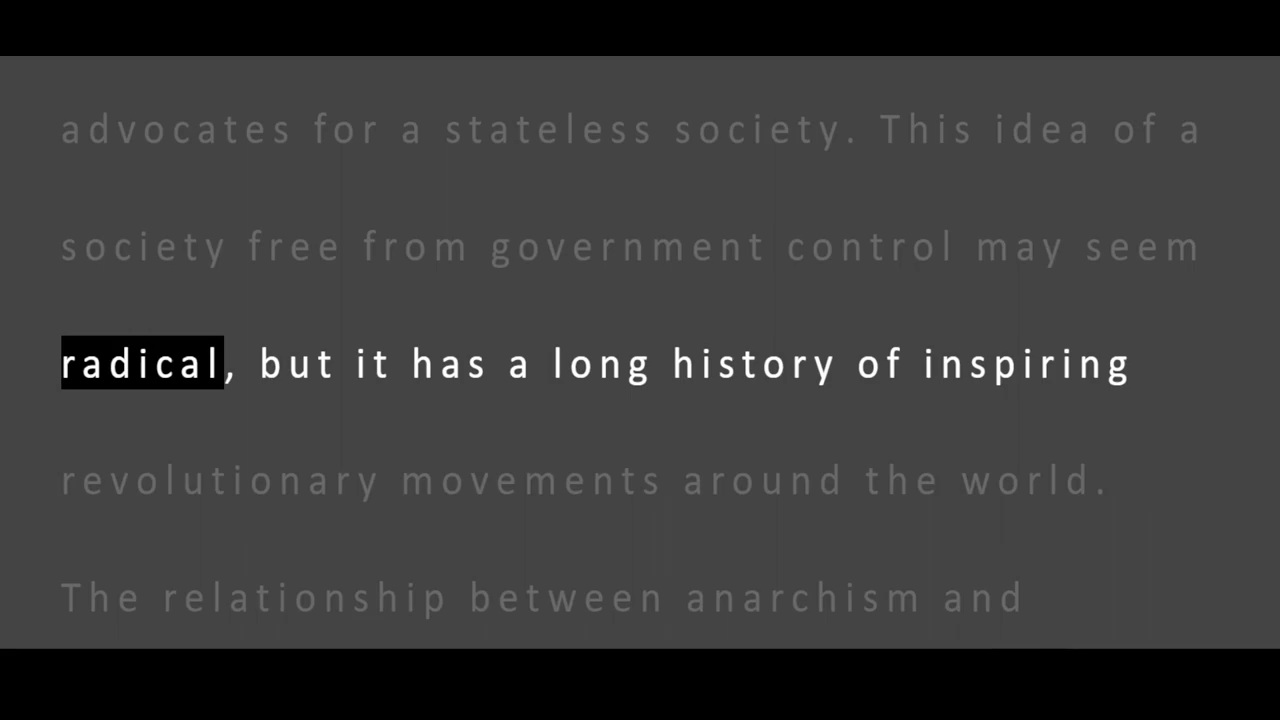 advocates for a stateless society. This idea of a
society free from government control may seem
radical, but it has a long history of inspiring
revolutionary movements around the world.
The relationship between anarchism and